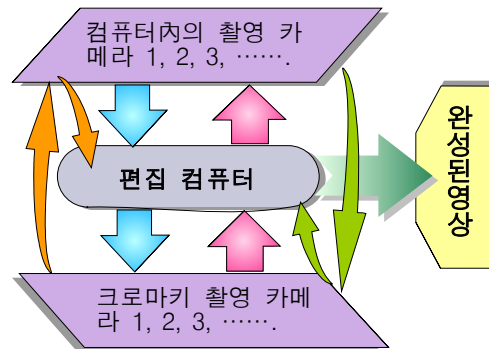 컴퓨터內의 촬영 카
메라 1, 2, 3, …….
편집 컴퓨터
완성된영상
크로마키 촬영 카메
라 1, 2, 3, …….